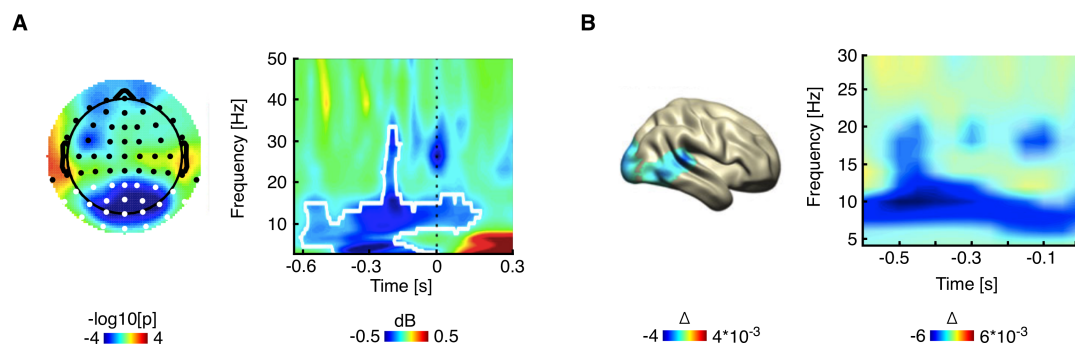 A
B
50
40
30
20
10
Frequency [Hz]
-0.6
-0.3
0
0.3
Time [s]
-log10[p]
-4
4
dB
-0.5
0.5
30
25
20
15
10
5
Frequency [Hz]
-0.5
-0.3
-0.1
Time [s]
Δ
-4
4*10-3
Δ
-6
6*10-3